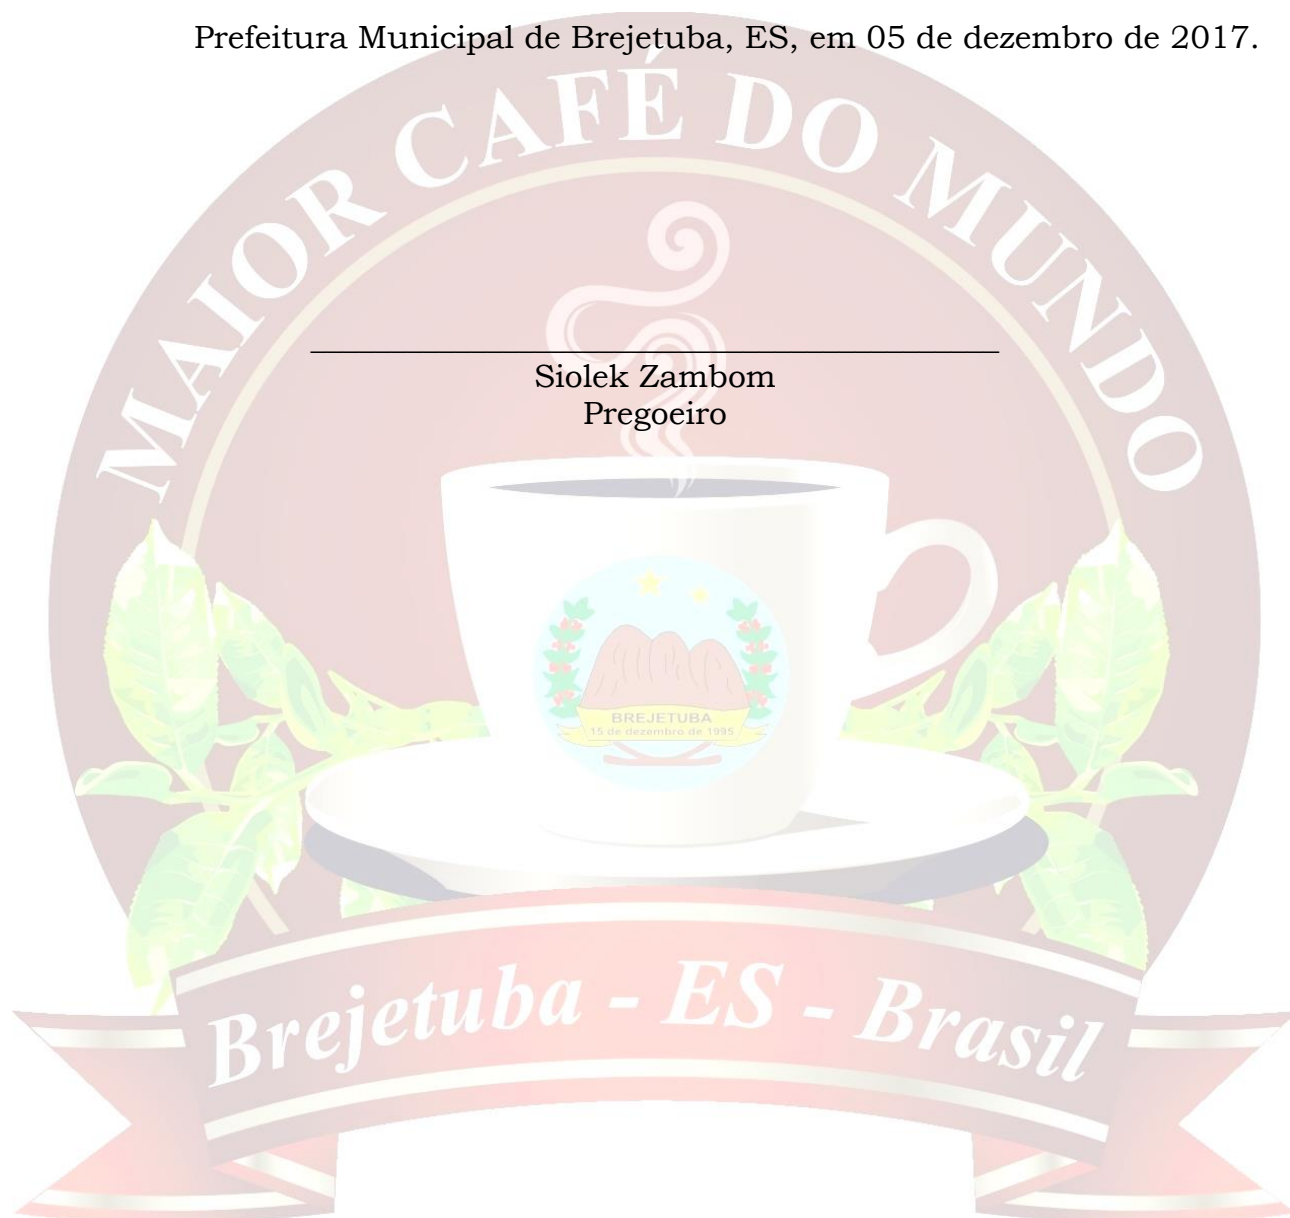 Prefeitura Municipal de Brejetuba, ES, em 05 de dezembro de 2017.
MAIOR CAFÉ DO MUNDO
Siolek Zambom
Pregoeiro
BREJETUBA
15 de dezembro de 1995
Brejetuba - ES - Brasil